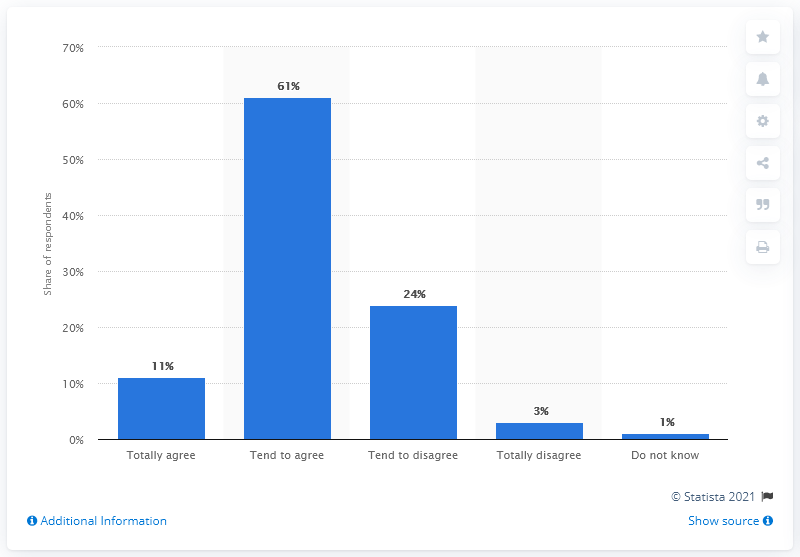 70%
60%
50%
40%
30%
20%
10%
0%
Share of respondents
11%
61%
24%
3%
1%
Totally agree
Tend to agree
Tend to disagree
Totally disagree
Do not know
© Statista 2021
Additional Information
Show source